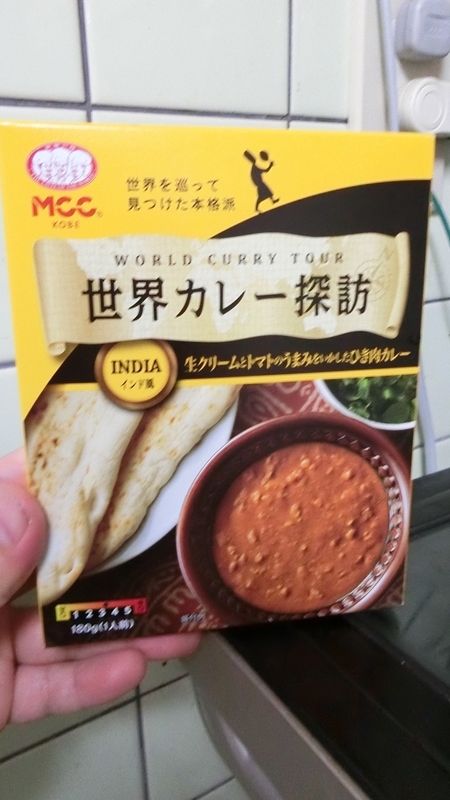 世界を巡って
見つけた本格派
MCC
KOBE
WORLD CURRY TOUR
世界カレー探訪
INDIA
インド風
生クリームとトマトのうまみをいかしたひき肉カレー
1 2 3 4 5
180g(1人前)